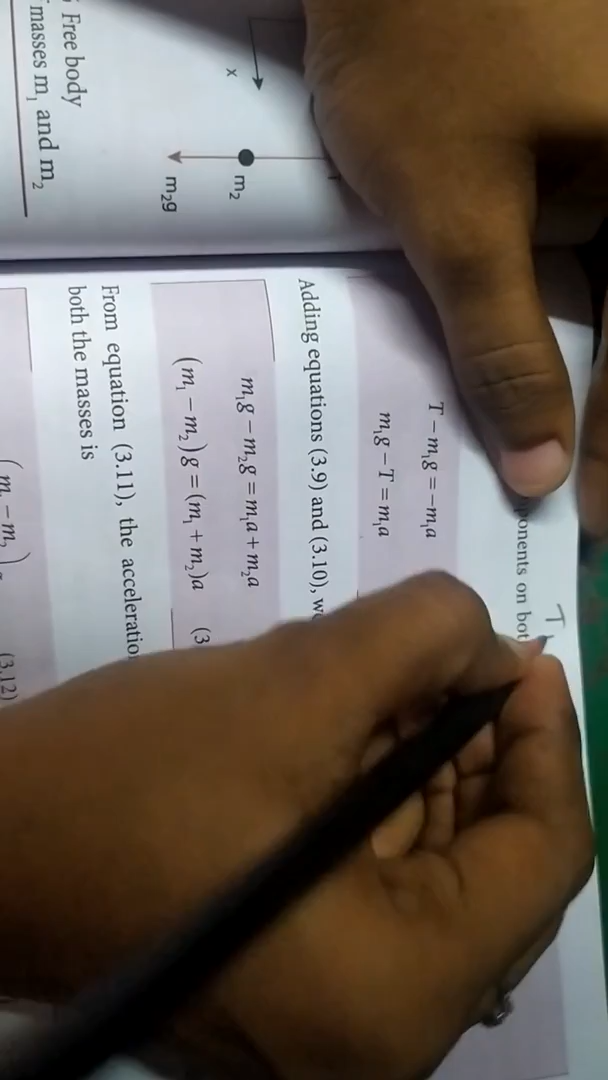 x
m₂
m₂g
Free body
masses m₁ and m₂
T
ponents on bot
T − m₁g = −m₁a
m₁g − T = m₁a
Adding equations (3.9) and (3.10), w
m₁g − m₂g = m₁a + m₂a
(m₁ − m₂)g = (m₁ + m₂)a (3
From equation (3.11), the acceleratio
both the masses is
(3.12)